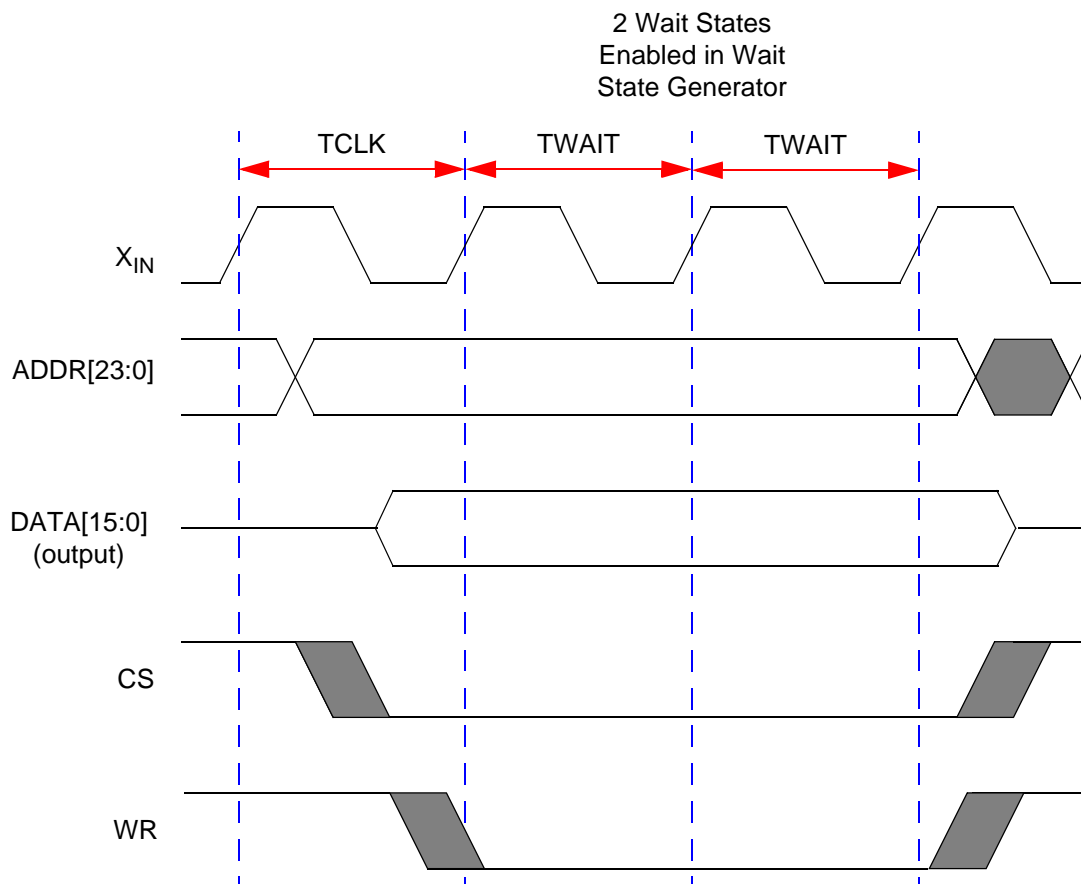 2 Wait States
Enabled in Wait
State Generator
TCLK
TWAIT
TWAIT
XIN
ADDR[23:0]
DATA[15:0]
(output)
CS
WR